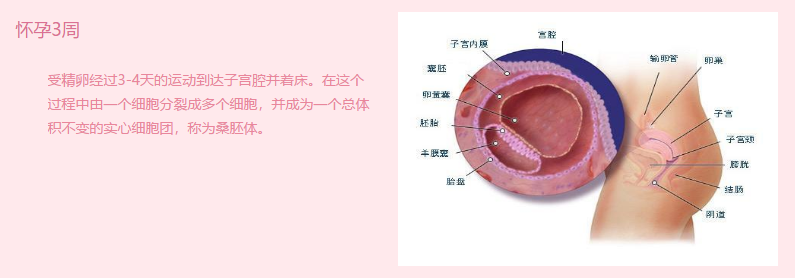 怀孕3周
受精卵经过3-4天的运动到达子宫腔并着床。在这个
过程中由一个细胞分裂成多个细胞，并成为一个总体
积不变的实心细胞团，称为桑胚体。
宫腔
子宫内膜
囊胚
卵黄囊
胚胎
羊膜囊
胎盘
输卵管
卵巢
子宫
子宫颈
膀胱
结肠
阴道